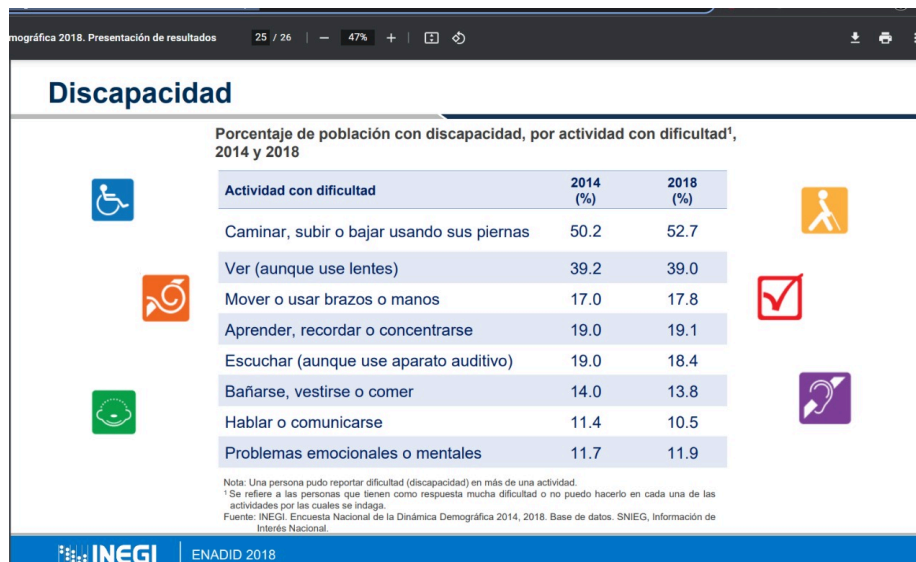 mográfica 2018. Presentación de resultados 25 / 26 | — 47% + |
Discapacidad
Porcentaje de población con discapacidad, por actividad con dificultad¹,
2014 y 2018
Actividad con dificultad 2014 (%) 2018 (%)
Caminar, subir o bajar usando sus piernas 50.2 52.7
Ver (aunque use lentes) 39.2 39.0
Mover o usar brazos o manos 17.0 17.8
Aprender, recordar o concentrarse 19.0 19.1
Escuchar (aunque use aparato auditivo) 19.0 18.4
Bañarse, vestirse o comer 14.0 13.8
Hablar o comunicarse 11.4 10.5
Problemas emocionales o mentales 11.7 11.9
Nota: Una persona pudo reportar dificultad (discapacidad) en más de una actividad.
¹ Se refiere a las personas que tienen como respuesta mucha dificultad o no puedo hacerlo en cada una de las
actividades por las cuales se indaga.
Fuente: INEGI. Encuesta Nacional de la Dinámica Demográfica 2014, 2018. Base de datos. SNIEG, Información de
Interés Nacional.
INEGI | ENADID 2018